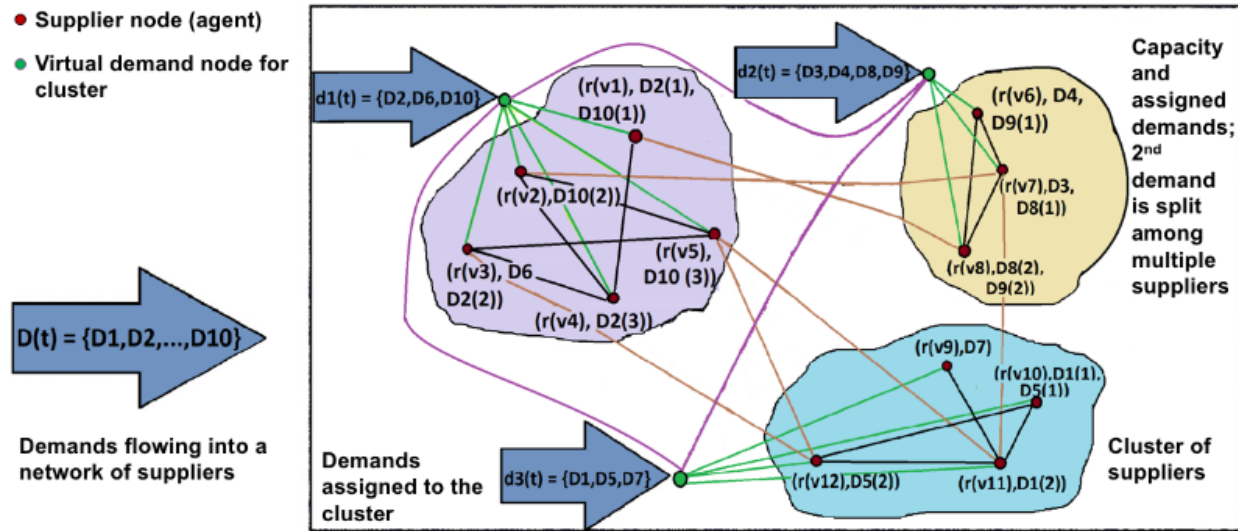 Supplier node (agent)
Virtual demand node for
cluster
D(t) = {D1,D2,...,D10}
Demands flowing into a
network of suppliers
d1(t) = {D2,D6,D10}
(r(v1), D2(1),
D10(1))
(r(v2),D10(2))
(r(v3), D6
D2(2))
(r(v4), D2(3))
(r(v5),
D10 (3))
d2(t) = {D3,D4,D8,D9}
(r(v6), D4,
D9(1))
(r(v7),D3,
D8(1))
(r(v8),D8(2),
D9(2))
Capacity
and
assigned
demands;
2nd
demand
is split
among
multiple
suppliers
Demands
assigned to the
cluster
d3(t) = {D1,D5,D7}
(r(v9),D7)
(r(v10),D1(1),
D5(1))
(r(v12),D5(2))
(r(v11),D1(2))
Cluster of
suppliers